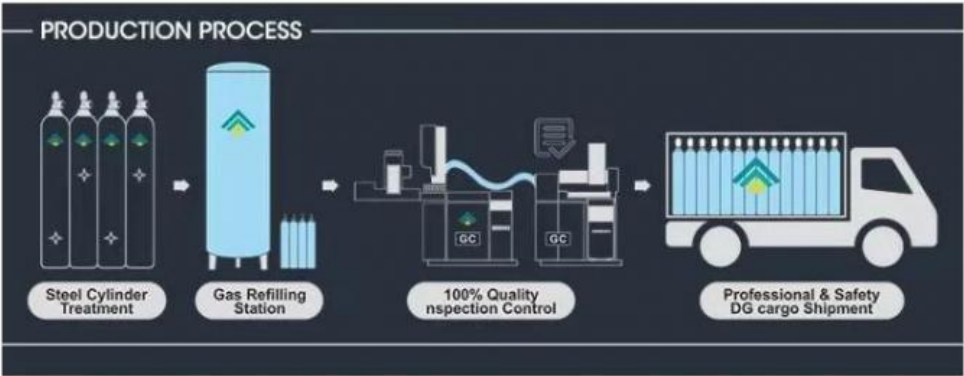 PRODUCTION PROCESS
GC
GC
Steel Cylinder
Treatment
Gas Refilling
Station
100% Quality
nspection Control
Professional & Safety
DG cargo Shipment